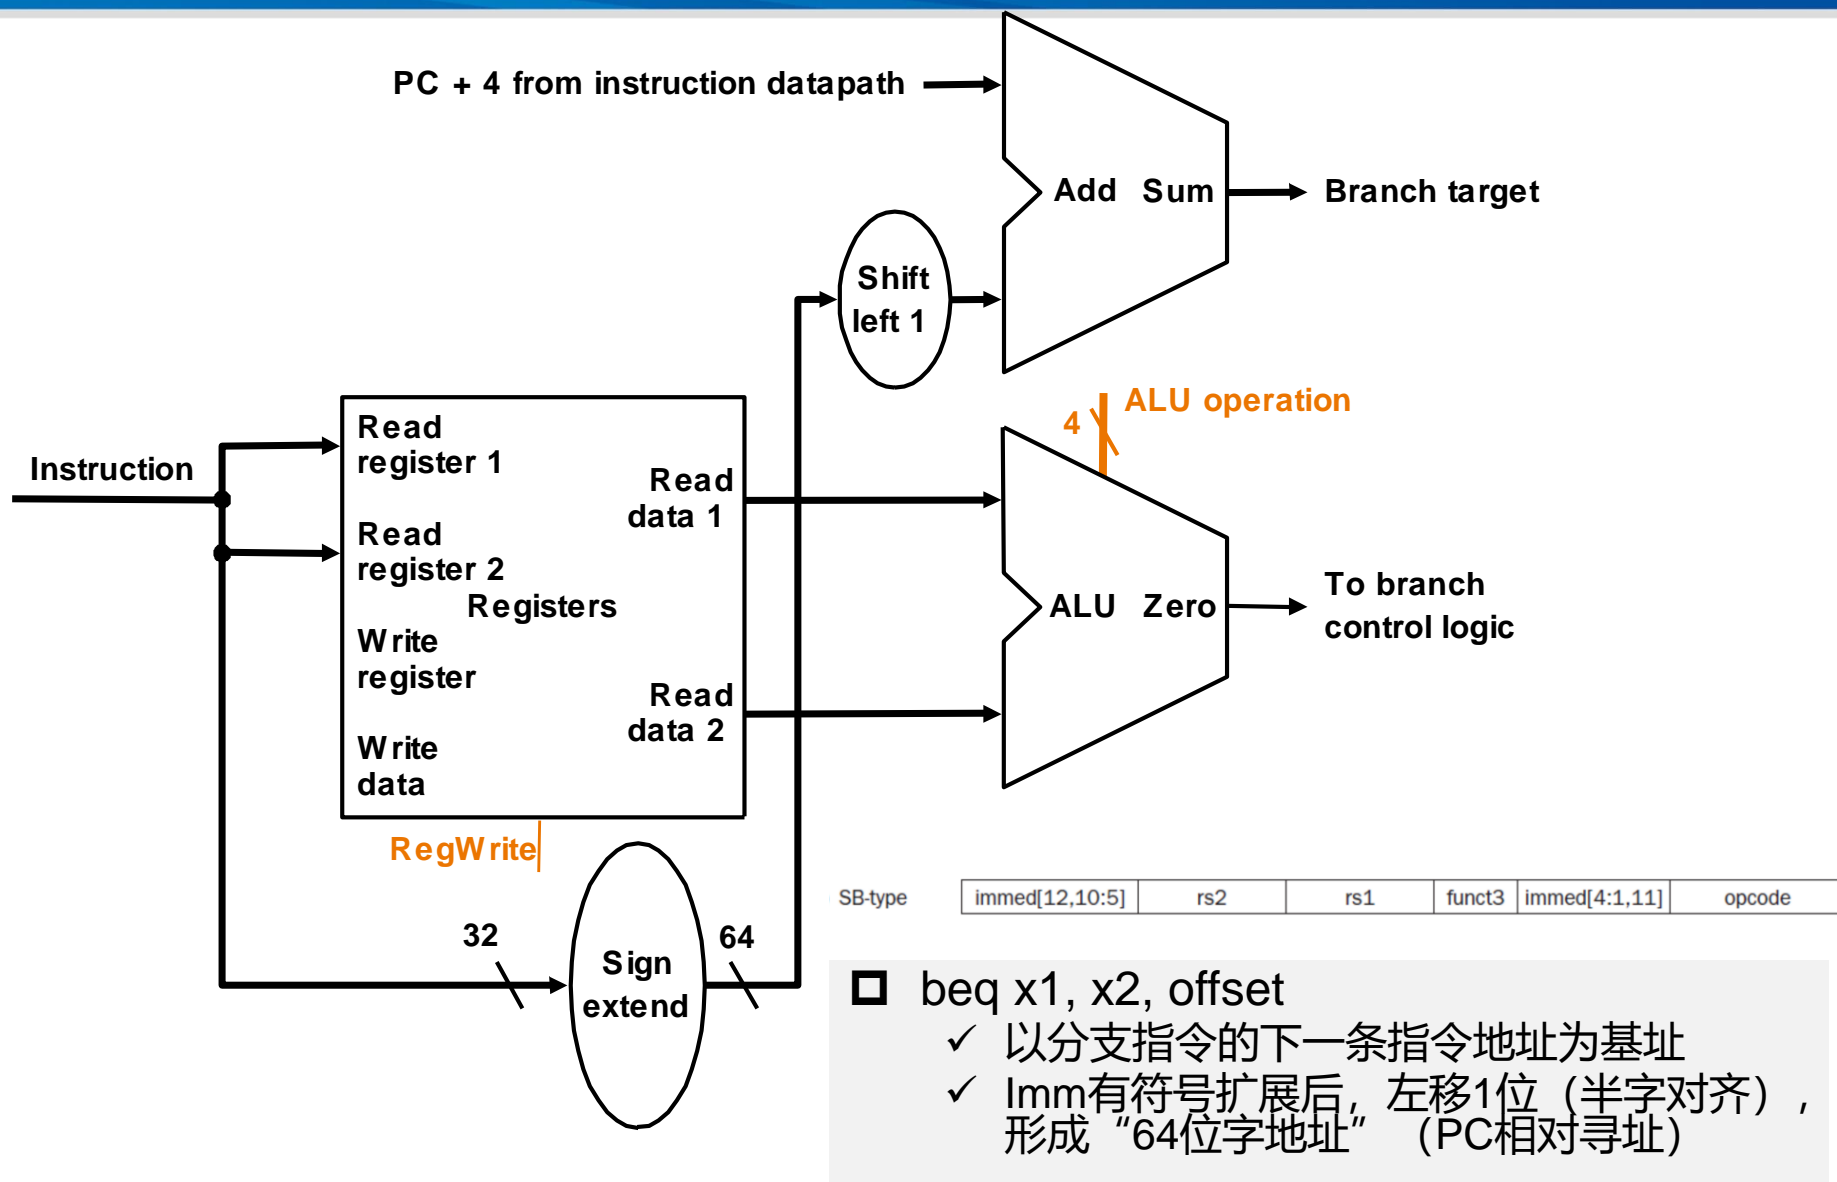 PC + 4 from instruction datapath
Add Sum
Branch target
Shift
left 1
ALU operation
4
Instruction
Read
register 1
Read
data 1
Read
register 2
Registers
Write
register
Read
data 2
Write
data
ALU Zero
To branch
control logic
RegWrite
32
Sign
extend
64
SB-type immed[12,10:5] rs2 rs1 funct3 immed[4:1,11] opcode
beq x1, x2, offset
✓ 以分支指令的下一条指令地址为基址
✓ Imm有符号扩展后，左移1位（半字对齐），
形成“64位字地址”（PC相对寻址）